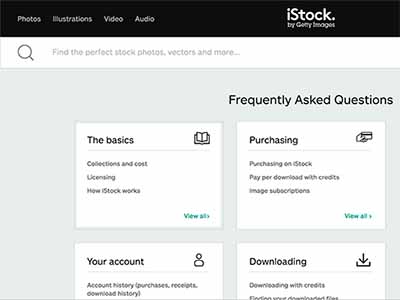 Photos Illustrations Video Audio
iStock.
by Getty Images
Find the perfect stock photos, vectors and more...
Frequently Asked Questions
The basics
Collections and cost
Licensing
How iStock works
View all >
Purchasing
Purchasing on iStock
Pay per download with credits
Image subscriptions
View all >
Your account
Account history (purchases, receipts,
download history)
Downloading
Downloading with credits
Finding your downloaded files